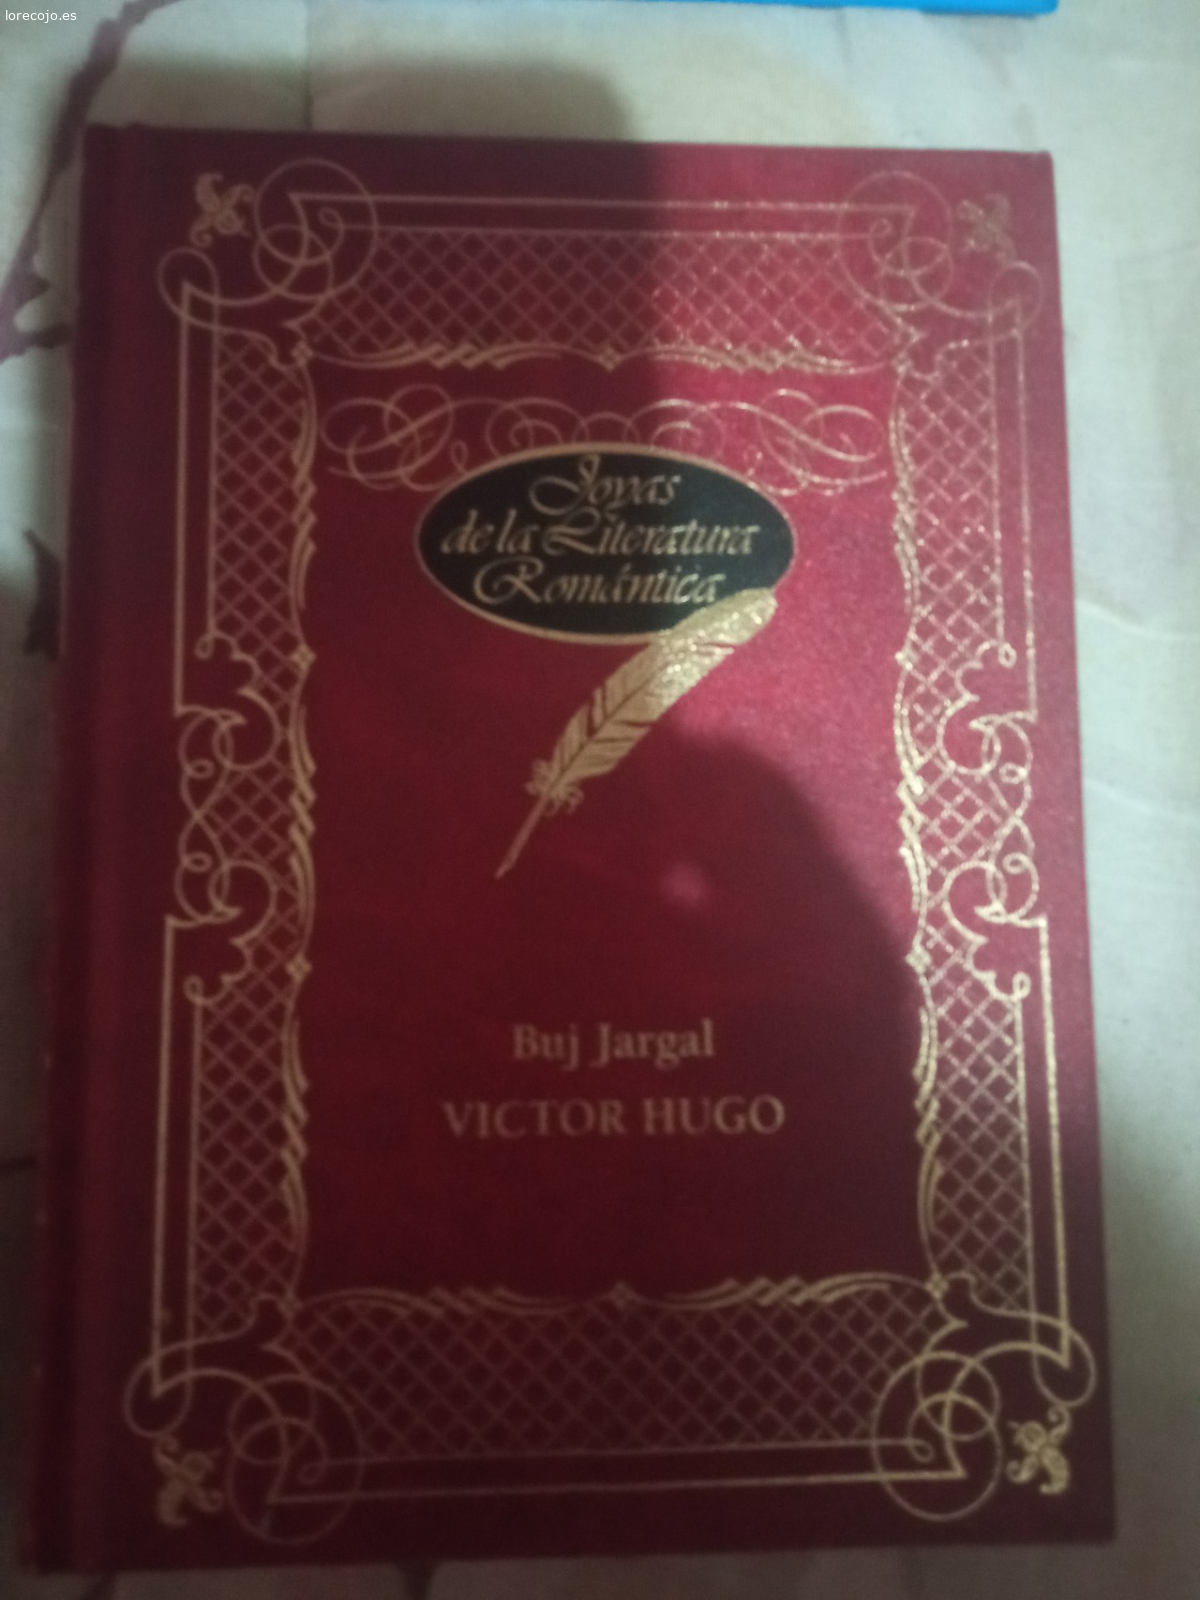 lorecojo.es
Joyas
de la Literatura
Romántica
Buj Jargal
VICTOR HUGO